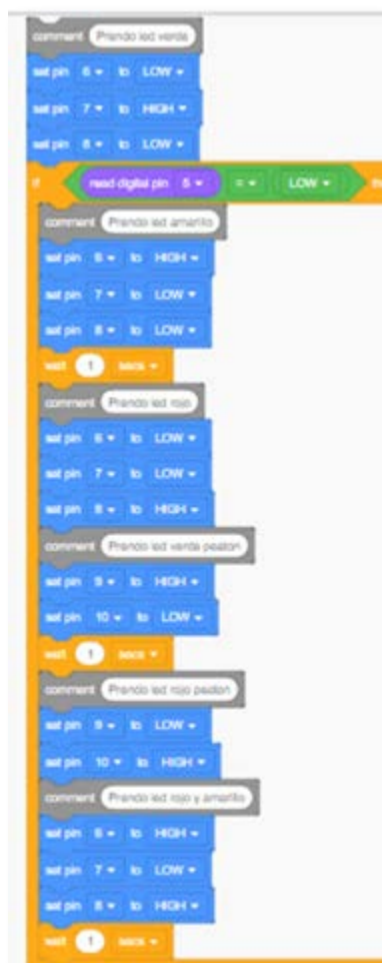 comment Prendo led verde
set pin 6 to LOW
set pin 7 to HIGH
set pin 8 to LOW
if read digital pin 5 = LOW
comment Prendo led amarillo
set pin 6 to HIGH
set pin 7 to LOW
set pin 8 to LOW
wait 1 secs
comment Prendo led rojo
set pin 6 to LOW
set pin 7 to LOW
set pin 8 to HIGH
comment Prendo led verde peaton
set pin 9 to HIGH
set pin 10 to LOW
wait 1 secs
comment Prendo led rojo peaton
set pin 9 to LOW
set pin 10 to HIGH
comment Prendo led rojo y amarillo
set pin 6 to HIGH
set pin 7 to LOW
set pin 8 to HIGH
wait 1 secs